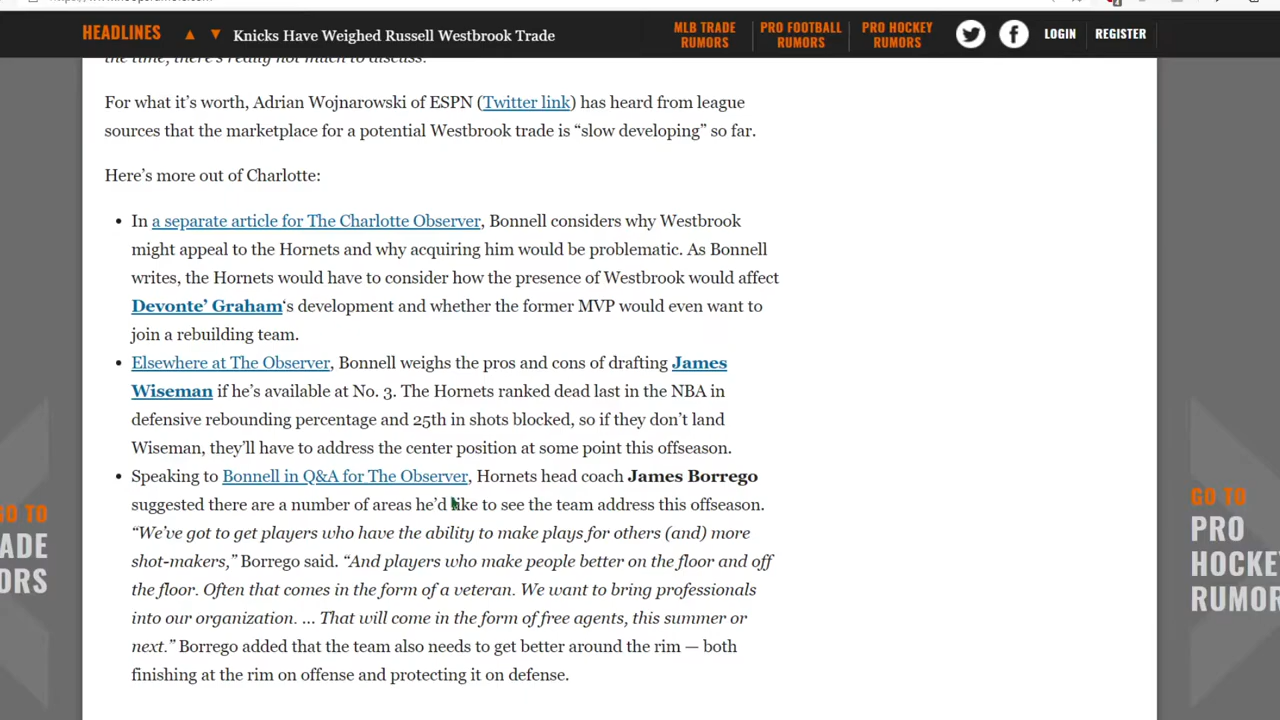 HEADLINES ▲ ▼ Knicks Have Weighed Russell Westbrook Trade
MLB TRADE RUMORS
PRO FOOTBALL RUMORS
PRO HOCKEY RUMORS
LOGIN
REGISTER
the time, there's really not much to discuss.
For what it's worth, Adrian Wojnarowski of ESPN (Twitter link) has heard from league
sources that the marketplace for a potential Westbrook trade is “slow developing” so far.
Here's more out of Charlotte:
• In a separate article for The Charlotte Observer, Bonnell considers why Westbrook
might appeal to the Hornets and why acquiring him would be problematic. As Bonnell
writes, the Hornets would have to consider how the presence of Westbrook would affect
Devonte’ Graham‘s development and whether the former MVP would even want to
join a rebuilding team.
• Elsewhere at The Observer, Bonnell weighs the pros and cons of drafting James
Wiseman if he’s available at No. 3. The Hornets ranked dead last in the NBA in
defensive rebounding percentage and 25th in shots blocked, so if they don’t land
Wiseman, they’ll have to address the center position at some point this offseason.
• Speaking to Bonnell in Q&A for The Observer, Hornets head coach James Borrego
suggested there are a number of areas he’d like to see the team address this offseason.
“We’ve got to get players who have the ability to make plays for others (and) more
shot-makers,” Borrego said. “And players who make people better on the floor and off
the floor. Often that comes in the form of a veteran. We want to bring professionals
into our organization. … That will come in the form of free agents, this summer or
next.” Borrego added that the team also needs to get better around the rim — both
finishing at the rim on offense and protecting it on defense.
GO TO
ADE
ORS
GO TO
PRO
HOCKE
RUMOR